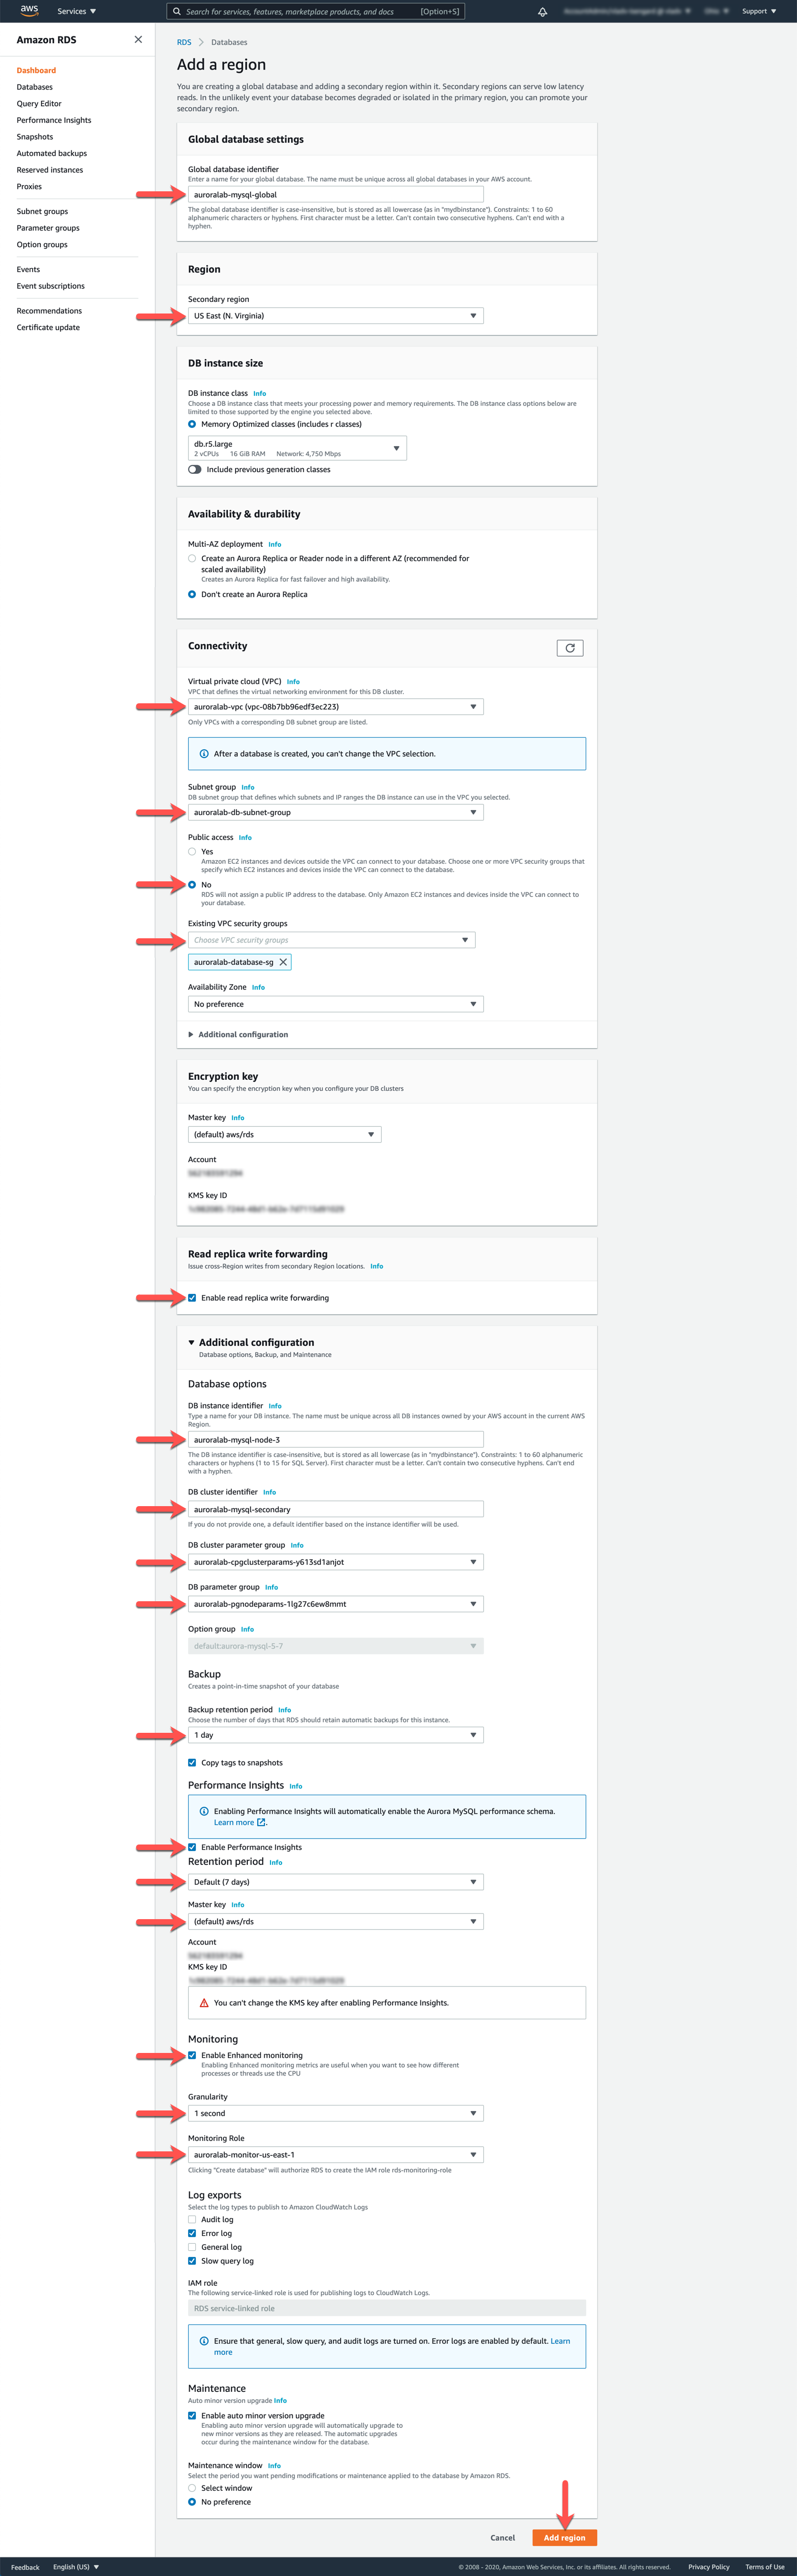 aws
Services
Search for services, features, marketplace products, and docs
[Option+S]
Support
Amazon RDS
Dashboard
Databases
Query Editor
Performance Insights
Snapshots
Automated backups
Reserved instances
Proxies
Subnet groups
Parameter groups
Option groups
Events
Event subscriptions
Recommendations
Certificate update
RDS > Databases
Add a region
You are creating a global database and adding a secondary region within it. Secondary regions can serve low latency
reads. In the unlikely event your database becomes degraded or isolated in the primary region, you can promote your
secondary region.
Global database settings
Global database identifier
Enter a name for your global database. The name must be unique across all global databases in your AWS account.
auroralab-mysql-global
The global database identifier is case-insensitive, but is stored as all lowercase (as in "mydbinstance"). Constraints: 1 to 60
alphanumeric characters or hyphens. First character must be a letter. Can't contain two consecutive hyphens. Can't end with a
hyphen.
Region
Secondary region
US East (N. Virginia)
DB instance size
DB instance class Info
Choose a DB instance class that meets your processing power and memory requirements. The DB instance class options below are
limited to those supported by the engine you selected above.
Memory Optimized classes (includes r classes)
db.r5.large
2 vCPUs 16 GiB RAM Network: 4,750 Mbps
Include previous generation classes
Availability & durability
Multi-AZ deployment Info
Create an Aurora Replica or Reader node in a different AZ (recommended for
scaled availability)
Creates an Aurora Replica for fast failover and high availability.
Don't create an Aurora Replica
Connectivity
Virtual private cloud (VPC) Info
VPC that defines the virtual networking environment for this DB cluster.
auroralab-vpc (vpc-08b7bb96edf3ec223)
Only VPCs with a corresponding DB subnet group are listed.
After a database is created, you can't change the VPC selection.
Subnet group Info
DB subnet group that defines which subnets and IP ranges the DB instance can use in the VPC you selected.
auroralab-db-subnet-group
Public access Info
Yes
Amazon EC2 instances and devices outside the VPC can connect to your database. Choose one or more VPC security groups that
specify which EC2 instances and devices inside the VPC can connect to the database.
No
RDS will not assign a public IP address to the database. Only Amazon EC2 instances and devices inside the VPC can connect to
your database.
Existing VPC security groups
Choose VPC security groups
auroralab-database-sg
Availability Zone Info
No preference
Additional configuration
Encryption key
You can specify the encryption key when you configure your DB clusters
Master key Info
(default) aws/rds
Account
KMS key ID
Read replica write forwarding
Issue cross-Region writes from secondary Region locations. Info
Enable read replica write forwarding
Additional configuration
Database options, Backup, and Maintenance
Database options
DB instance identifier Info
Type a name for your DB instance. The name must be unique across all DB instances owned by your AWS account in the current AWS
Region.
auroralab-mysql-node-3
The DB instance identifier is case-insensitive, but is stored as all lowercase (as in "mydbinstance"). Constraints: 1 to 60 alphanumeric
characters or hyphens (1 to 15 for SQL Server). First character must be a letter. Can't contain two consecutive hyphens. Can't end
with a hyphen.
DB cluster identifier Info
auroralab-mysql-secondary
If you do not provide one, a default identifier based on the instance identifier will be used.
DB cluster parameter group Info
auroralab-cpgclusterparams-y613sd1anjot
DB parameter group Info
auroralab-pgnodeparams-1lg27c6ew8mmt
Option group Info
default:aurora-mysql-5-7
Backup
Creates a point-in-time snapshot of your database
Backup retention period Info
Choose the number of days that RDS should retain automatic backups for this instance.
1 day
Copy tags to snapshots
Performance Insights Info
Enabling Performance Insights will automatically enable the Aurora MySQL performance schema.
Learn more .
Enable Performance Insights
Retention period Info
Default (7 days)
Master key Info
(default) aws/rds
Account
KMS key ID
You can't change the KMS key after enabling Performance Insights.
Monitoring
Enable Enhanced monitoring
Enabling Enhanced monitoring metrics are useful when you want to see how different
processes or threads use the CPU
Granularity
1 second
Monitoring Role
auroralab-monitor-us-east-1
Clicking "Create database" will authorize RDS to create the IAM role rds-monitoring-role
Log exports
Select the log types to publish to Amazon CloudWatch Logs
Audit log
Error log
General log
Slow query log
IAM role
The following service-linked role is used for publishing logs to CloudWatch Logs.
RDS service-linked role
Ensure that general, slow query, and audit logs are turned on. Error logs are enabled by default. Learn
more
Maintenance
Auto minor version upgrade Info
Enable auto minor version upgrade
Enabling auto minor version upgrade will automatically upgrade to
new minor versions as they are released. The automatic upgrades
occur during the maintenance window for the database.
Maintenance window Info
Select the period you want pending modifications or maintenance applied to the database by Amazon RDS.
Select window
No preference
Cancel
Add region
Feedback
English (US)
© 2008 - 2020, Amazon Web Services, Inc. or its affiliates. All rights reserved.
Privacy Policy
Terms of Use